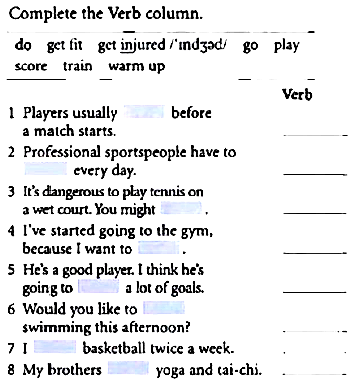 Complete the Verb column.
do get fit get injured /ˈɪndʒəd/ go play
score train warm up
Verb
1 Players usually before
a match starts.
2 Professional sportspeople have to
every day.
3 It's dangerous to play tennis on
a wet court. You might .
4 I've started going to the gym,
because I want to .
5 He's a good player. I think he's
going to a lot of goals.
6 Would you like to
swimming this afternoon?
7 I basketball twice a week.
8 My brothers yoga and tai-chi.